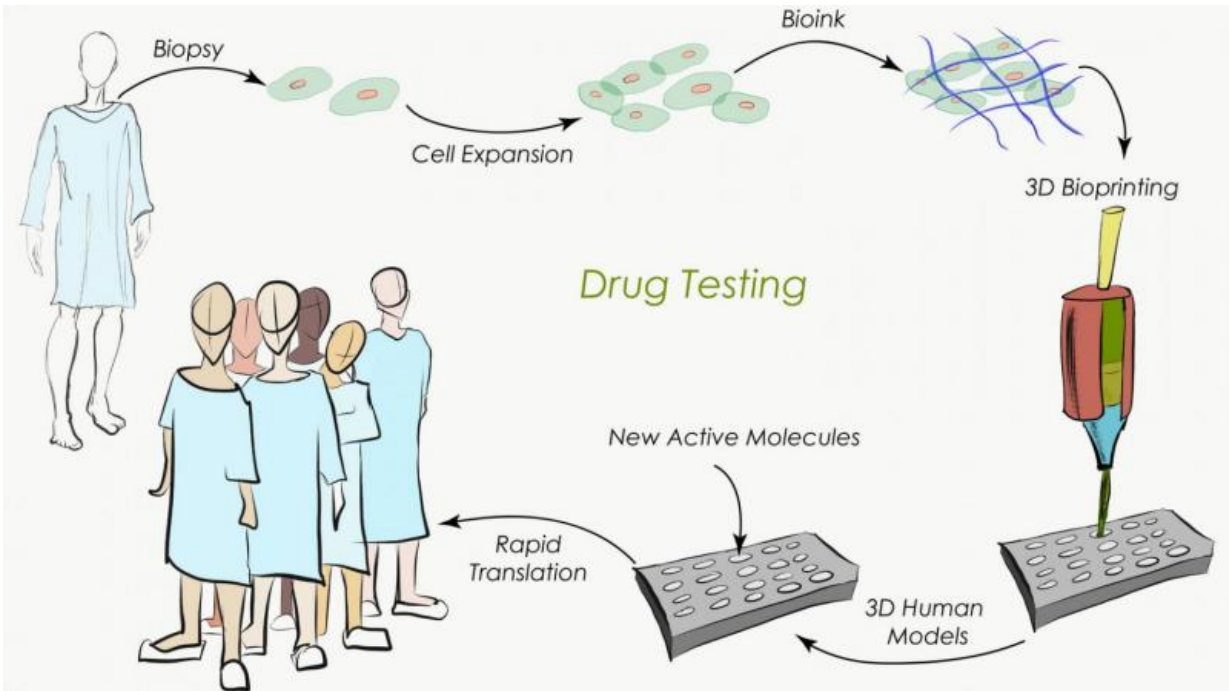 Biopsy
Cell Expansion
Bioink
3D Bioprinting
Drug Testing
New Active Molecules
3D Human
Models
Rapid
Translation